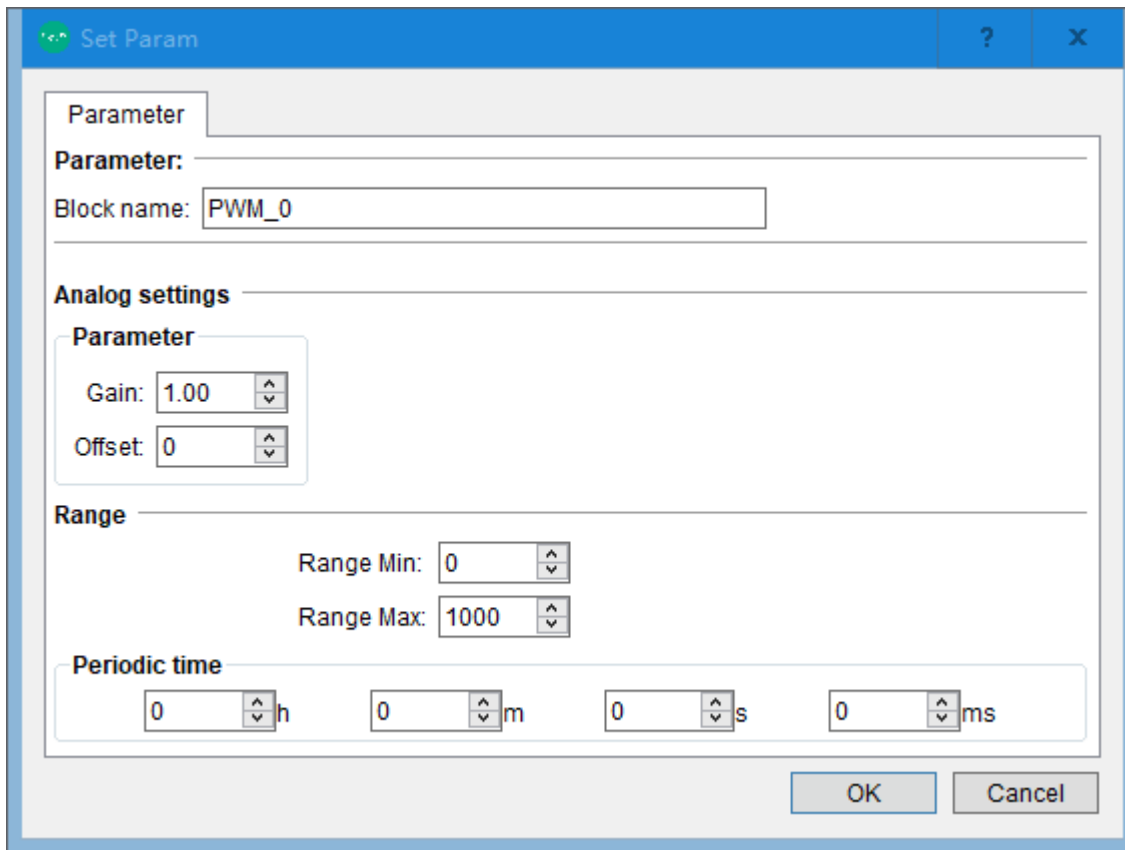 Set Param ? x
Parameter
Parameter:
Block name: PWM_0
Analog settings
Parameter
Gain: 1.00
Offset: 0
Range
Range Min: 0
Range Max: 1000
Periodic time
0 h 0 m 0 s 0 ms
OK Cancel